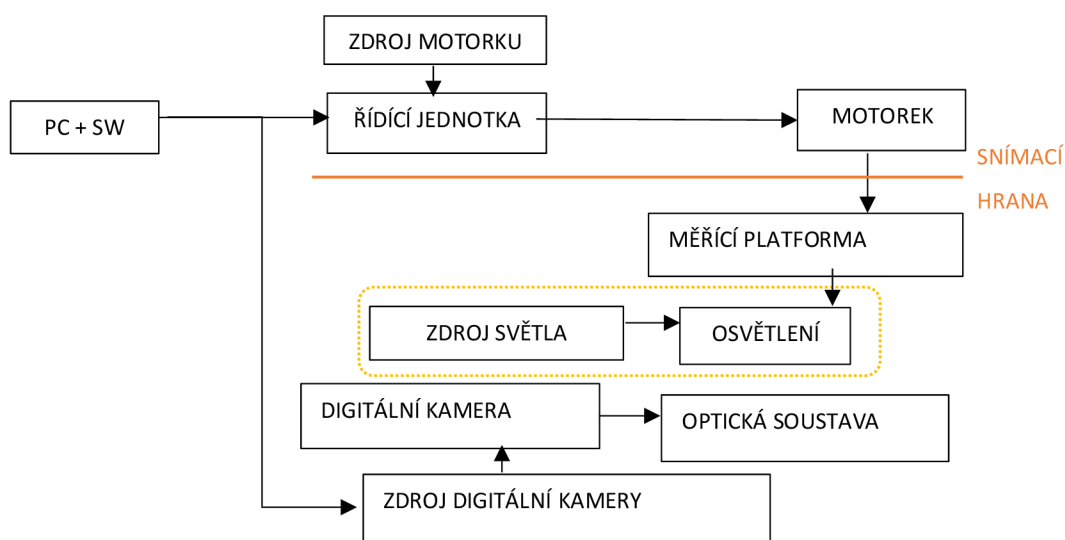 ZDROJ MOTORKU
PC + SW
ŘÍDÍCÍ JEDNOTKA
MOTOREK
SNÍMACÍ
HRANA
MĚŘÍCÍ PLATFORMA
ZDROJ SVĚTLA
OSVĚTLENÍ
DIGITÁLNÍ KAMERA
OPTICKÁ SOUSTAVA
ZDROJ DIGITÁLNÍ KAMERY